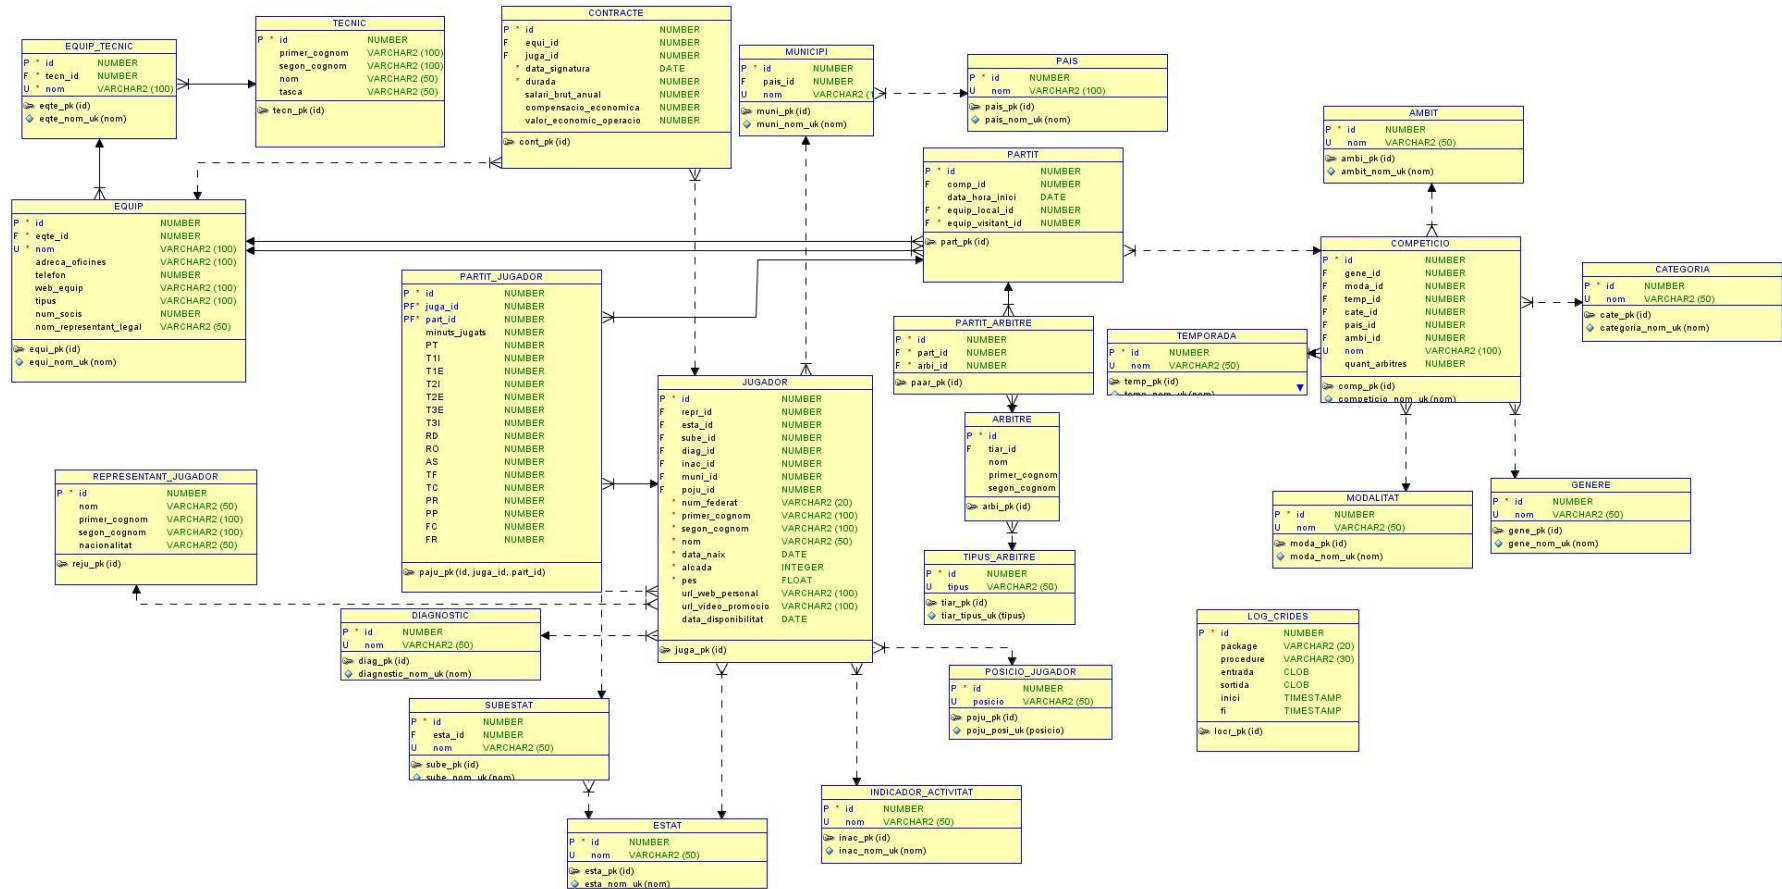 EQUIP_TECNIC
P * id NUMBER
F * tecn_id NUMBER
U * nom VARCHAR2 (100)
eqte_pk (id)
eqte_nom_uk (nom)
TECNIC
P * id NUMBER
primer_cognom VARCHAR2 (100)
segon_cognom VARCHAR2 (100)
nom VARCHAR2 (50)
tasca VARCHAR2 (50)
tecn_pk (id)
CONTRACTE
P * id NUMBER
F equi_id NUMBER
F juga_id NUMBER
* data_signatura DATE
* durada NUMBER
salari_brut_anual NUMBER
compensacio_economica NUMBER
valor_economic_operacio NUMBER
cont_pk (id)
MUNICIPI
P * id NUMBER
F pais_id NUMBER
U nom VARCHAR2 (1
muni_pk (id)
muni_nom_uk (nom)
PAIS
P * id NUMBER
U nom VARCHAR2 (100)
pais_pk (id)
pais_nom_uk (nom)
AMBIT
P * id NUMBER
U nom VARCHAR2 (50)
ambi_pk (id)
ambit_nom_uk (nom)
EQUIP
P * id NUMBER
F * eqte_id NUMBER
U * nom VARCHAR2 (100)
adreca_oficines VARCHAR2 (100)
telefon NUMBER
web_equip VARCHAR2 (100)
tipus VARCHAR2 (100)
num_socis NUMBER
nom_representant_legal VARCHAR2 (50)
equi_pk (id)
equi_nom_uk (nom)
PARTIT
P * id NUMBER
F comp_id NUMBER
data_hora_inici DATE
F * equip_local_id NUMBER
F * equip_visitant_id NUMBER
part_pk (id)
COMPETICIO
P * id NUMBER
F gene_id NUMBER
F moda_id NUMBER
F temp_id NUMBER
F cate_id NUMBER
F pais_id NUMBER
F ambi_id NUMBER
U nom VARCHAR2 (100)
quant_arbitres NUMBER
comp_pk (id)
competicio_nom_uk (nom)
CATEGORIA
P * id NUMBER
U nom VARCHAR2 (50)
cate_pk (id)
categoria_nom_uk (nom)
PARTIT_JUGADOR
P * id NUMBER
PF* juga_id NUMBER
PF* part_id NUMBER
minuts_jugats NUMBER
PT NUMBER
T1I NUMBER
T1E NUMBER
T2I NUMBER
T2E NUMBER
T3E NUMBER
T3I NUMBER
RD NUMBER
RO NUMBER
AS NUMBER
TF NUMBER
TC NUMBER
PR NUMBER
PP NUMBER
FC NUMBER
FR NUMBER
paju_pk (id, juga_id, part_id)
PARTIT_ARBITRE
P * id NUMBER
F * part_id NUMBER
F * arbi_id NUMBER
paar_pk (id)
TEMPORADA
P * id NUMBER
U nom VARCHAR2 (50)
temp_pk (id)
temp_nom_uk (nom)
JUGADOR
P * id NUMBER
F repr_id NUMBER
F esta_id NUMBER
F sube_id NUMBER
F diag_id NUMBER
F inac_id NUMBER
F muni_id NUMBER
F poju_id NUMBER
* num_federat VARCHAR2 (20)
* primer_cognom VARCHAR2 (100)
* segon_cognom VARCHAR2 (100)
* nom VARCHAR2 (50)
* data_naix DATE
* alcada INTEGER
* pes FLOAT
url_web_personal VARCHAR2 (100)
url_video_promocio VARCHAR2 (100)
data_disponibilitat DATE
juga_pk (id)
ARBITRE
P * id
F tiar_id
nom
primer_cognom
segon_cognom
arbi_pk (id)
REPRESENTANT_JUGADOR
P * id NUMBER
nom VARCHAR2 (50)
primer_cognom VARCHAR2 (100)
segon_cognom VARCHAR2 (100)
nacionalitat VARCHAR2 (50)
reju_pk (id)
MODALITAT
P * id NUMBER
U nom VARCHAR2 (50)
moda_pk (id)
moda_nom_uk (nom)
GENERE
P * id NUMBER
U nom VARCHAR2 (50)
gene_pk (id)
gene_nom_uk (nom)
TIPUS_ARBITRE
P * id NUMBER
U tipus VARCHAR2 (50)
tiar_pk (id)
tiar_tipus_uk (tipus)
DIAGNOSTIC
P * id NUMBER
U nom VARCHAR2 (50)
diag_pk (id)
diagnostic_nom_uk (nom)
LOG_CRIDES
P * id NUMBER
package VARCHAR2 (20)
procedure VARCHAR2 (30)
entrada CLOB
sortida CLOB
inici TIMESTAMP
fi TIMESTAMP
locr_pk (id)
POSICIO_JUGADOR
P * id NUMBER
U posicio VARCHAR2 (50)
poju_pk (id)
poju_posi_uk (posicio)
SUBESTAT
P * id NUMBER
F esta_id NUMBER
U nom VARCHAR2 (50)
sube_pk (id)
sube_nom_uk (nom)
INDICADOR_ACTIVITAT
P * id NUMBER
U nom VARCHAR2 (50)
inac_pk (id)
inac_nom_uk (nom)
ESTAT
P * id NUMBER
U nom VARCHAR2 (50)
esta_pk (id)
esta_nom_uk (nom)